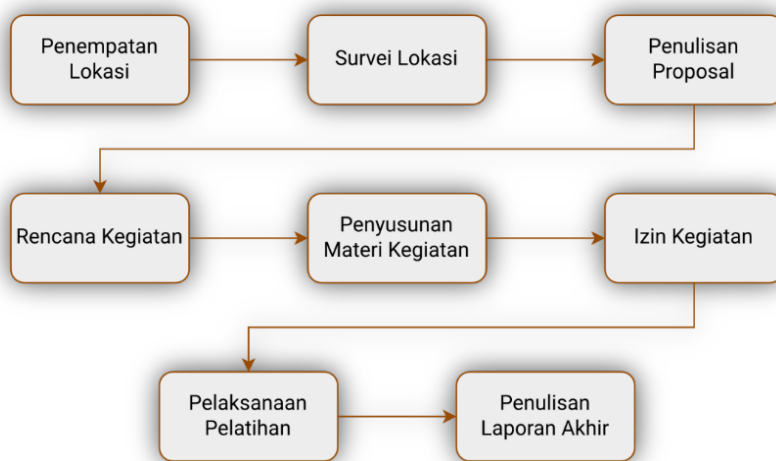 Penempatan
Lokasi
Survei Lokasi
Penulisan
Proposal
Rencana Kegiatan
Penyusunan
Materi Kegiatan
Izin Kegiatan
Pelaksanaan
Pelatihan
Penulisan
Laporan Akhir